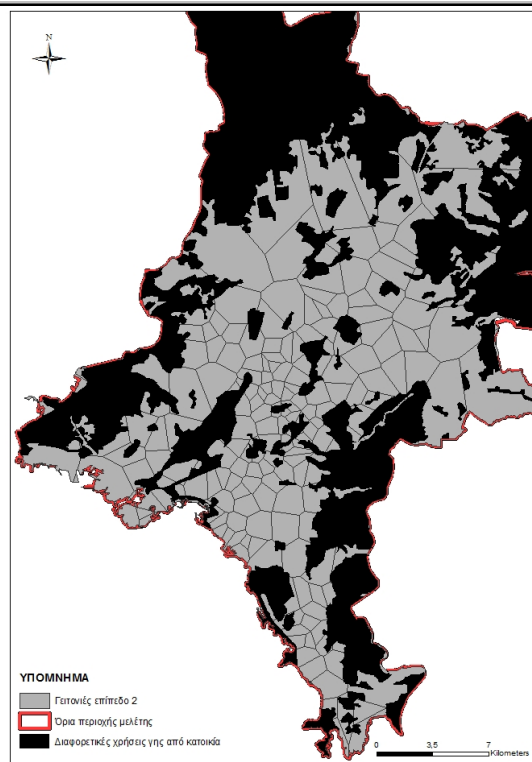 N
ΥΠΟΜΝΗΜΑ
Γειτονιές επίπεδο 2
Όρια περιοχής μελέτης
Διαφορετικές χρήσεις γης από κατοικία
0 3,5 7
Kilometers